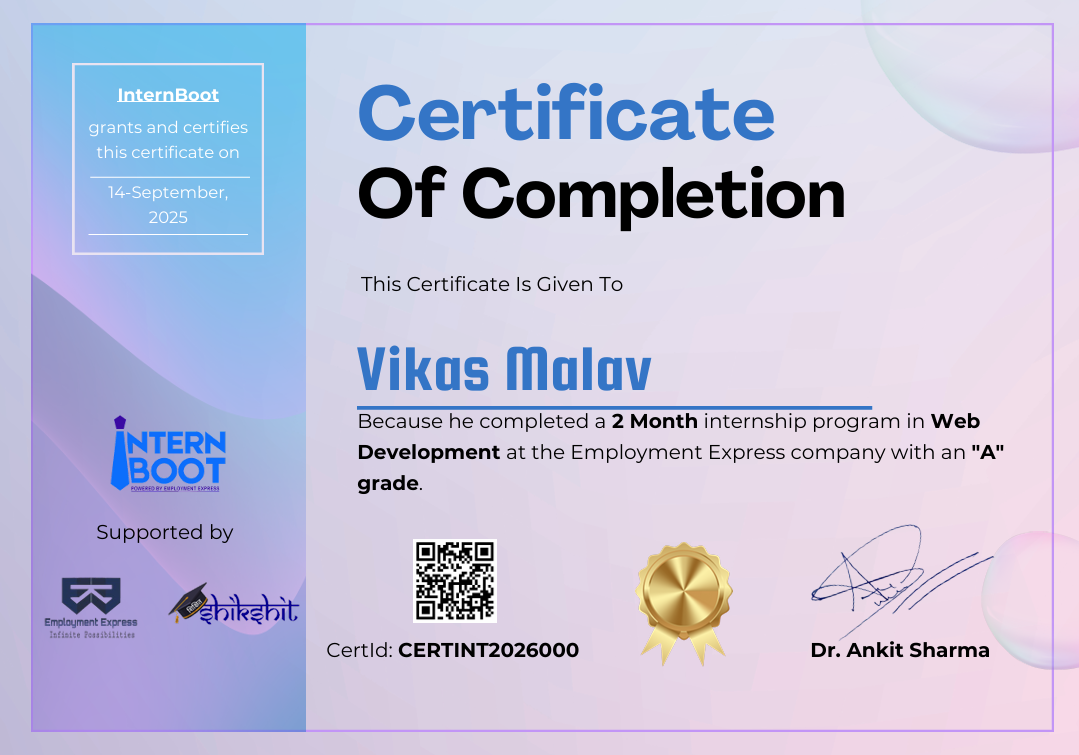 InternBoot
grants and certifies
this certificate on
14-September,
2025
Certificate
Of Completion
This Certificate Is Given To
Vikas Malav
Because he completed a 2 Month internship program in Web
Development at the Employment Express company with an "A"
grade.
INTERN
BOOT
POWERED BY EMPLOYMENT EXPRESS
Supported by
Employment Express
Infinite Possibilities
shikshit
CertId: CERTINT2026000
Dr. Ankit Sharma